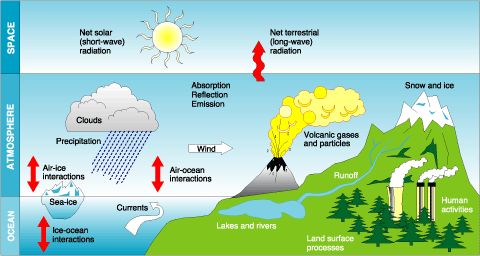 SPACE
Net solar
(short-wave)
radiation
Net terrestrial
(long-wave)
radiation
ATMOSPHERE
Absorption
Reflection
Emission
Snow and ice
Clouds
Precipitation
Volcanic gases
and particles
Wind
Air-ice
interactions
Air-ocean
interactions
Runoff
Sea-ice
Currents
Human
activities
OCEAN
Ice-ocean
interactions
Lakes and rivers
Land surface
processes